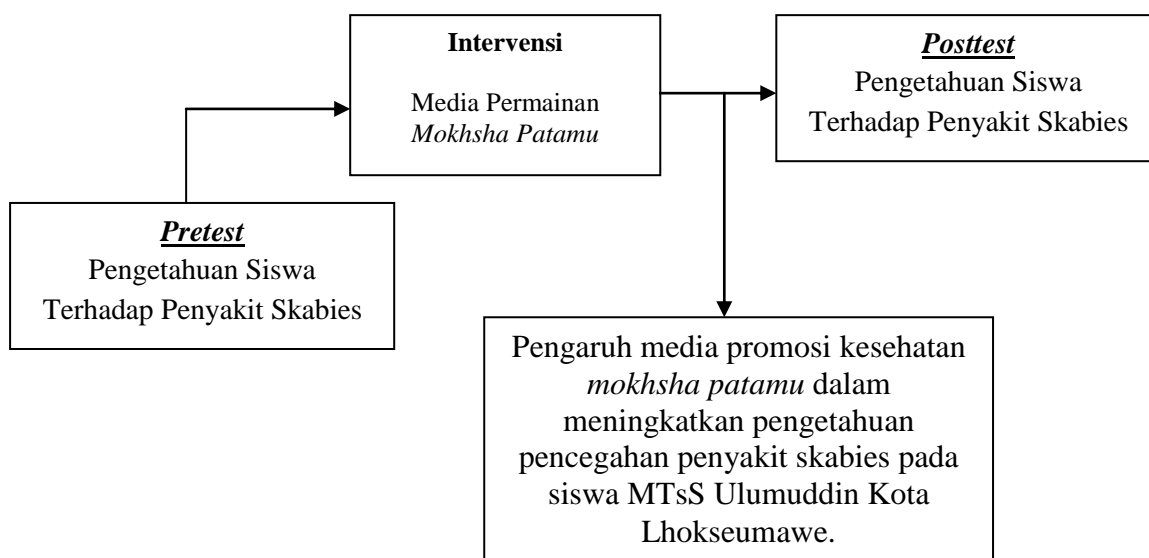 Intervensi
Media Permainan
Mokhsha Patamu
Posttest
Pengetahuan Siswa
Terhadap Penyakit Skabies
Pretest
Pengetahuan Siswa
Terhadap Penyakit Skabies
Pengaruh media promosi kesehatan
mokhsha patamu dalam
meningkatkan pengetahuan
pencegahan penyakit skabies pada
siswa MTsS Ulumuddin Kota
Lhokseumawe.